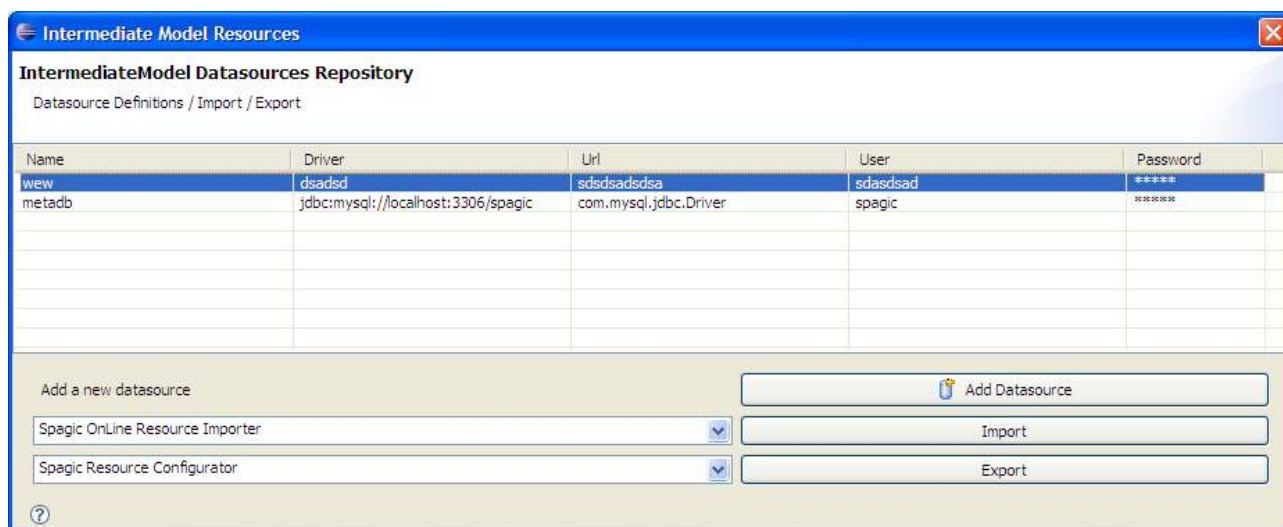 Intermediate Model Resources
IntermediateModel Datasources Repository
Datasource Definitions / Import / Export
Name Driver Url User Password
wew dsadsd sdsdsadsdsa sdasdsad *****
metadb jdbc:mysql://localhost:3306/spagic com.mysql.jdbc.Driver spagic *****
Add a new datasource Add Datasource
Spagic OnLine Resource Importer Import
Spagic Resource Configurator Export
?